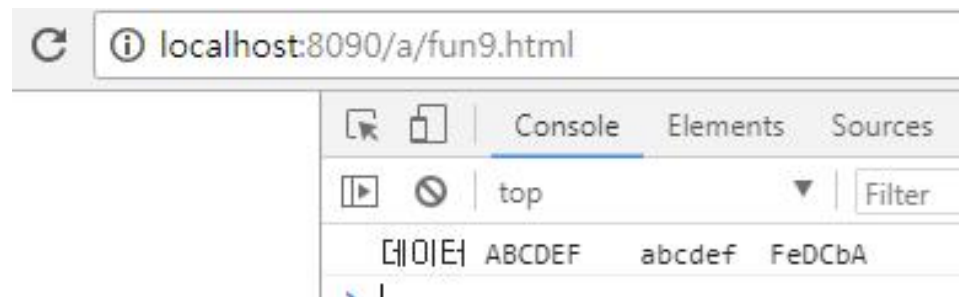 localhost:8090/a/fun9.html
Console Elements Sources
top Filter
데이터 ABCDEF abcdef FeDCbA